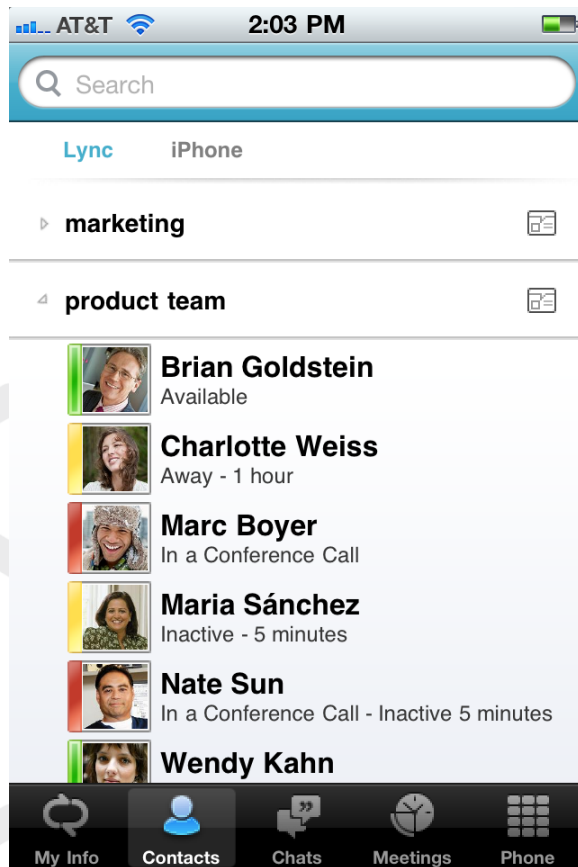 AT&T 2:03 PM
Search
Lync iPhone
marketing
product team
Brian Goldstein
Available
Charlotte Weiss
Away - 1 hour
Marc Boyer
In a Conference Call
Maria Sánchez
Inactive - 5 minutes
Nate Sun
In a Conference Call - Inactive 5 minutes
Wendy Kahn
My Info Contacts Chats Meetings Phone